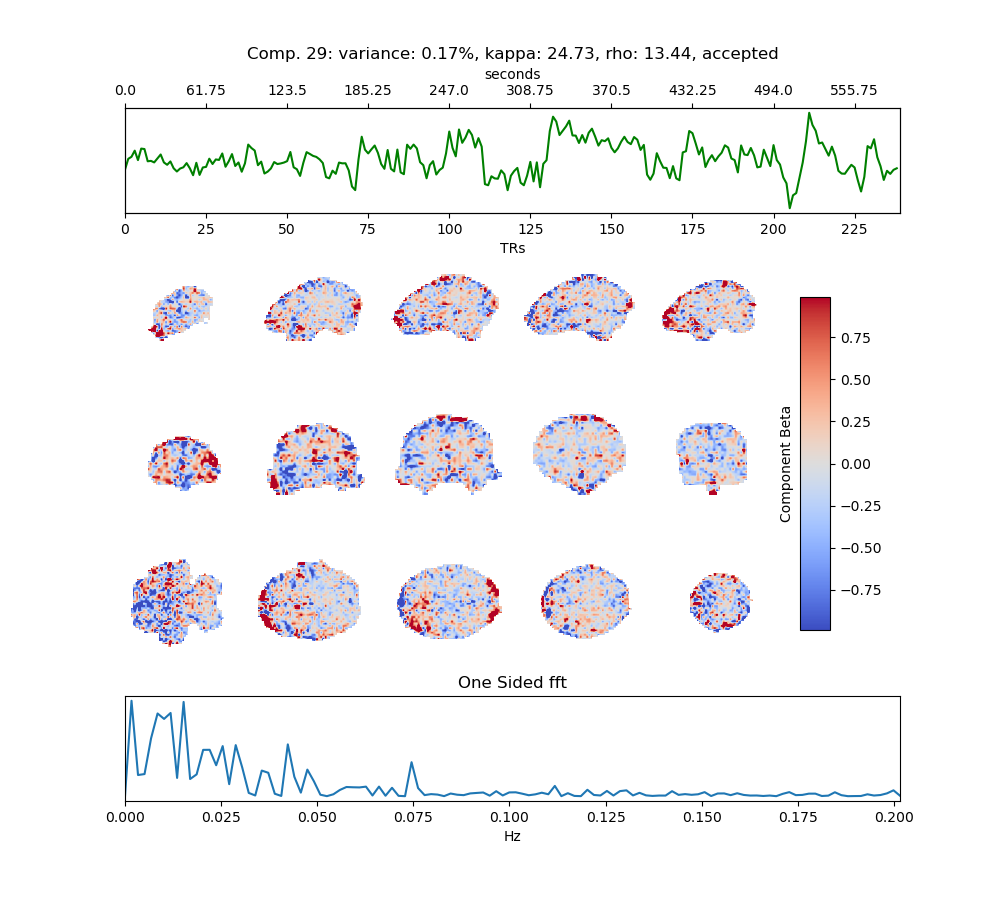 Comp. 29: variance: 0.17%, kappa: 24.73, rho: 13.44, accepted
seconds
0.0 61.75 123.5 185.25 247.0 308.75 370.5 432.25 494.0 555.75
0 25 50 75 100 125 150 175 200 225
TRs
0.75
0.50
0.25
0.00
−0.25
−0.50
−0.75
Component Beta
One Sided fft
0.000 0.025 0.050 0.075 0.100 0.125 0.150 0.175 0.200
Hz